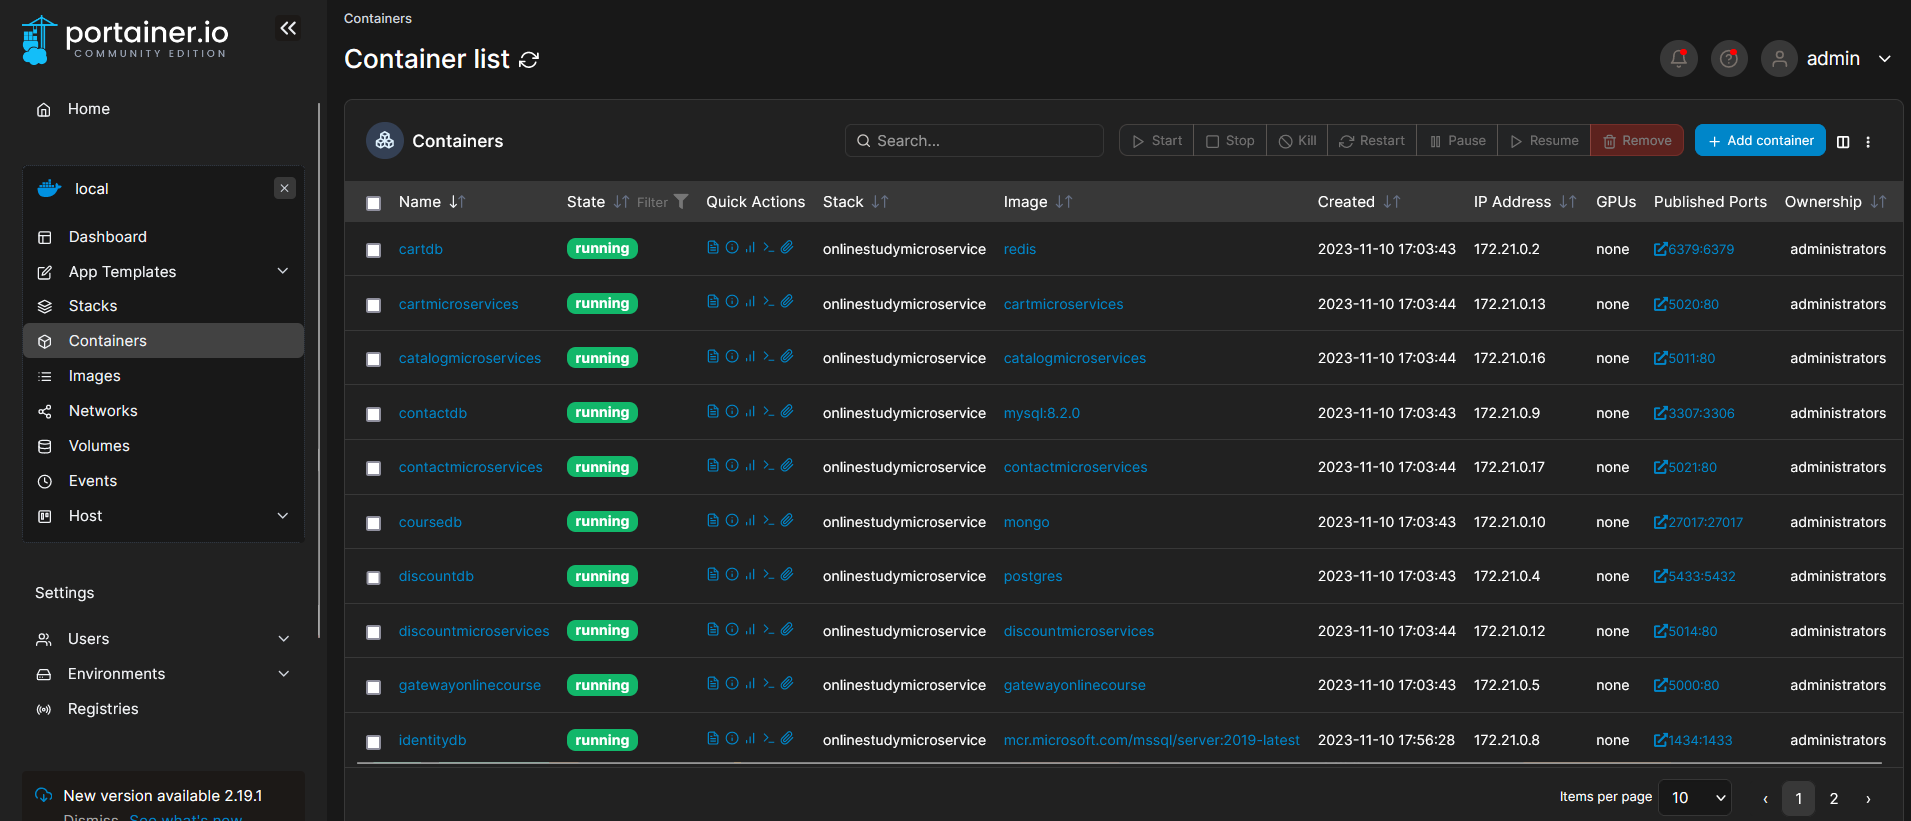 portainer.io
COMMUNITY EDITION
Home
local
Dashboard
App Templates
Stacks
Containers
Images
Networks
Volumes
Events
Host
Settings
Users
Environments
Registries
New version available 2.19.1
Dismiss See what's new
Containers
Container list
admin
Containers
Search...
Start Stop Kill Restart Pause Resume Remove
+ Add container
Name State Filter Quick Actions Stack Image Created IP Address GPUs Published Ports Ownership
cartdb running onlinestudymicroservice redis 2023-11-10 17:03:43 172.21.0.2 none 6379:6379 administrators
cartmicroservices running onlinestudymicroservice cartmicroservices 2023-11-10 17:03:44 172.21.0.13 none 5020:80 administrators
catalogmicroservices running onlinestudymicroservice catalogmicroservices 2023-11-10 17:03:44 172.21.0.16 none 5011:80 administrators
contactdb running onlinestudymicroservice mysql:8.2.0 2023-11-10 17:03:43 172.21.0.9 none 3307:3306 administrators
contactmicroservices running onlinestudymicroservice contactmicroservices 2023-11-10 17:03:44 172.21.0.17 none 5021:80 administrators
coursedb running onlinestudymicroservice mongo 2023-11-10 17:03:43 172.21.0.10 none 27017:27017 administrators
discountdb running onlinestudymicroservice postgres 2023-11-10 17:03:43 172.21.0.4 none 5433:5432 administrators
discountmicroservices running onlinestudymicroservice discountmicroservices 2023-11-10 17:03:44 172.21.0.12 none 5014:80 administrators
gatewayonlinecourse running onlinestudymicroservice gatewayonlinecourse 2023-11-10 17:03:43 172.21.0.5 none 5000:80 administrators
identitydb running onlinestudymicroservice mcr.microsoft.com/mssql/server:2019-latest 2023-11-10 17:56:28 172.21.0.8 none 1434:1433 administrators
Items per page 10 ‹ 1 2 ›